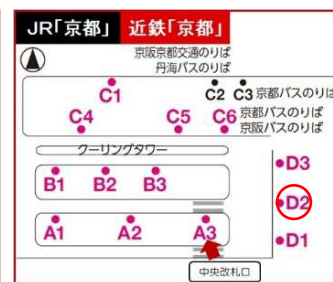 JR「京都」 近鉄「京都」
京阪京都交通のりば
丹海バスのりば
C1 C2 C3 京都バスのりば
C4 C5 C6 京都バスのりば
京阪バスのりば
クーリングタワー
D3
B1 B2 B3
D2
A1 A2 A3
D1
中央改札口